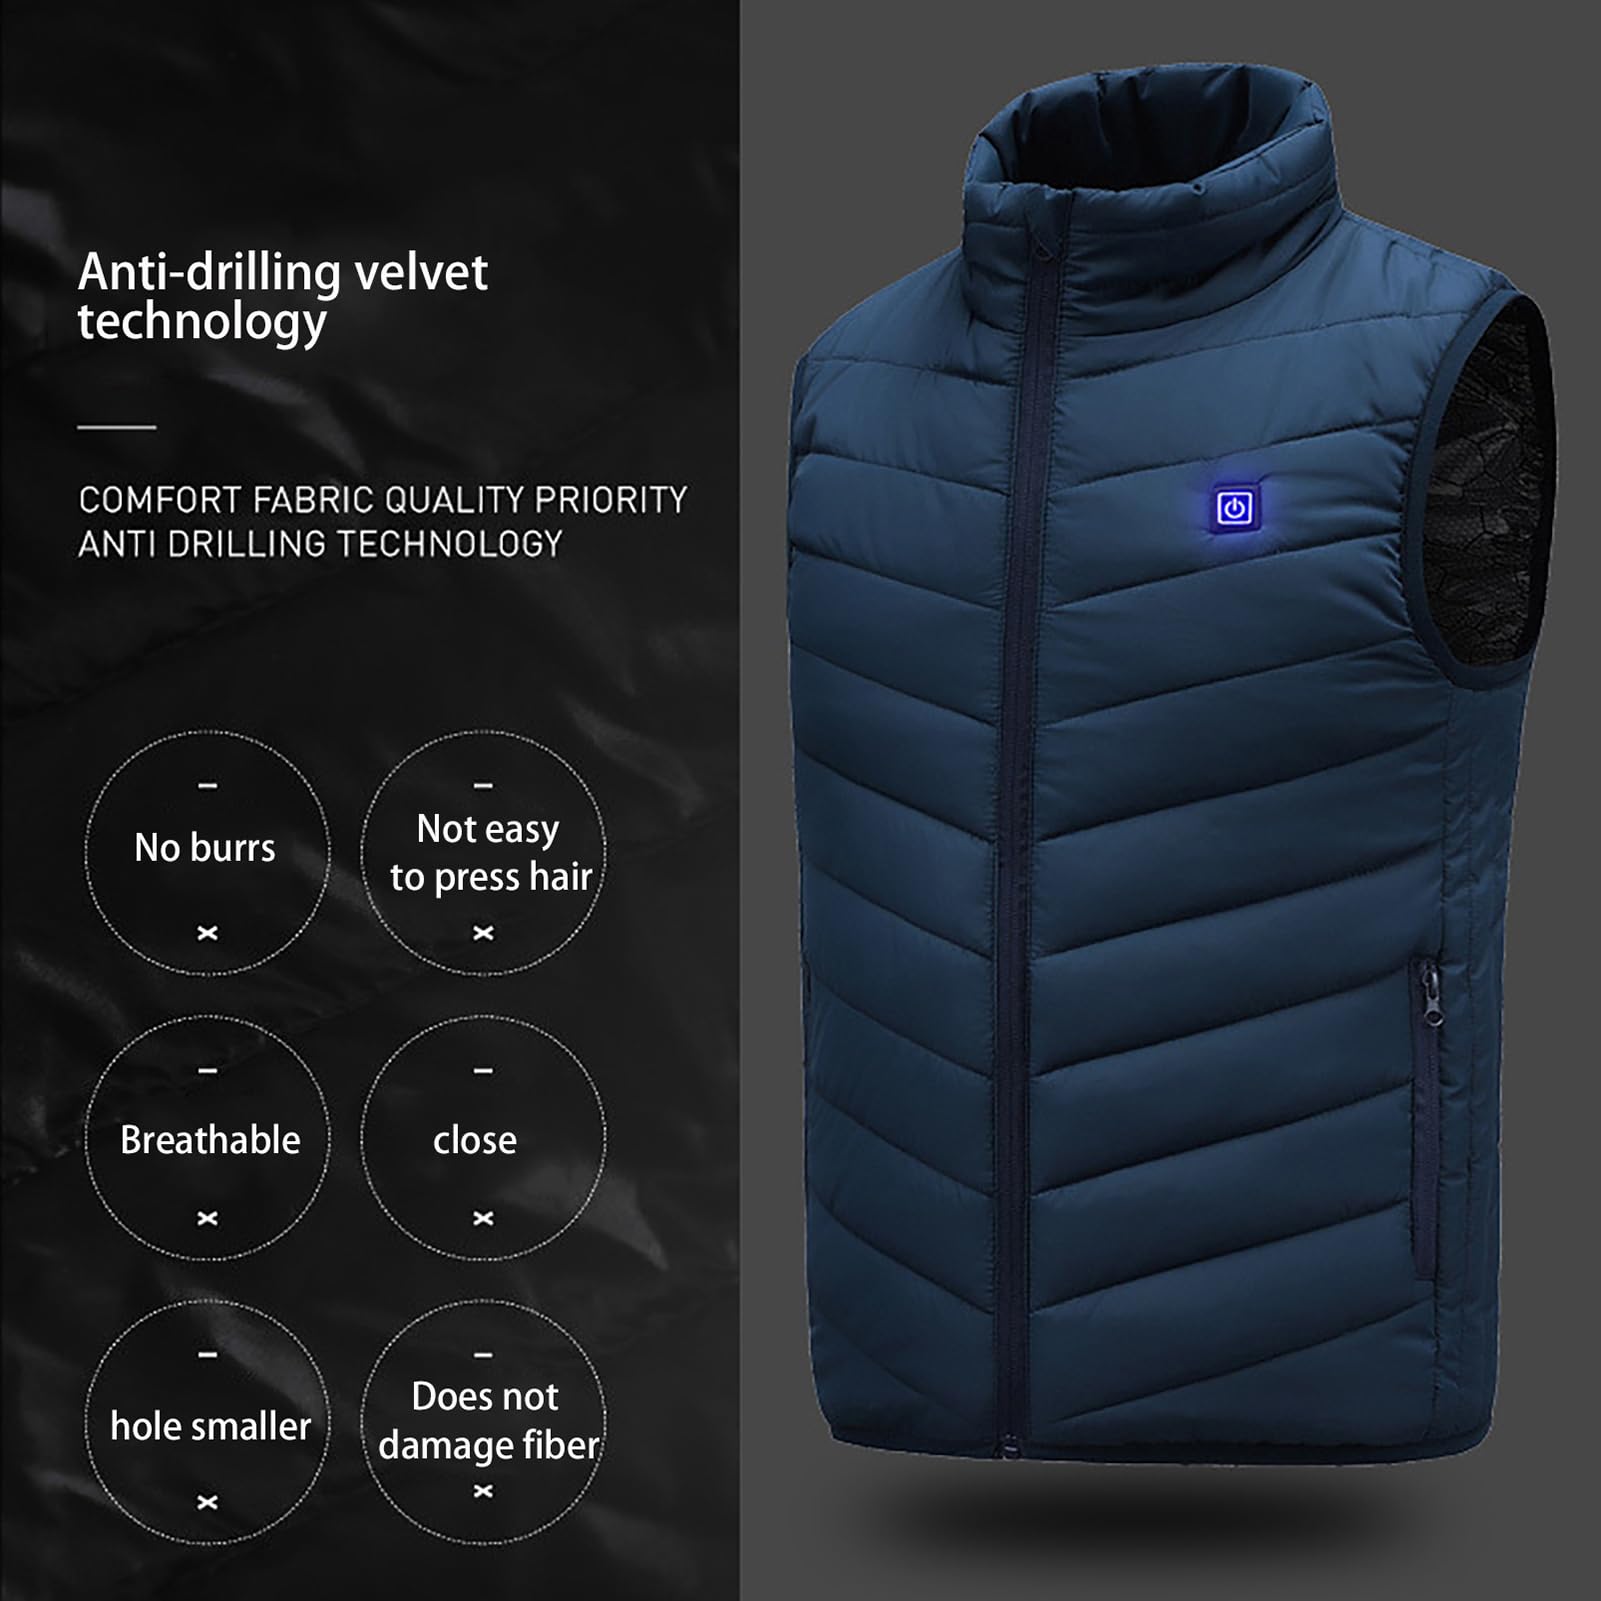 Anti-drilling velvet
technology
COMFORT FABRIC QUALITY PRIORITY
ANTI DRILLING TECHNOLOGY
No burrs
Not easy
to press hair
Breathable
close
hole smaller
Does not
damage fiber